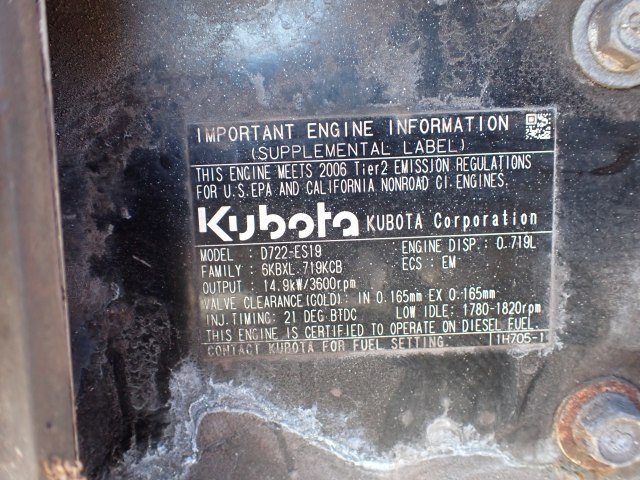 IMPORTANT ENGINE INFORMATION
(SUPPLEMENTAL LABEL)
THIS ENGINE MEETS 2006 Tier2 EMISSION REGULATIONS
FOR U.S.EPA AND CALIFORNIA NONROAD CI.ENGINES.
Kubota KUBOTA Corporation
MODEL : D722-ES19 ENGINE DISP.: 0.719L
FAMILY : 6KBXL.719KCB ECS : EM
OUTPUT : 14.9kW/3600rpm
VALVE CLEARANCE(COLD): IN 0.165mm EX 0.165mm
INJ.TIMING: 21 DEG BTDC LOW IDLE: 1780-1820rpm
THIS ENGINE IS CERTIFIED TO OPERATE ON DIESEL FUEL.
CONTACT KUBOTA FOR FUEL SETTING. 1H705-1